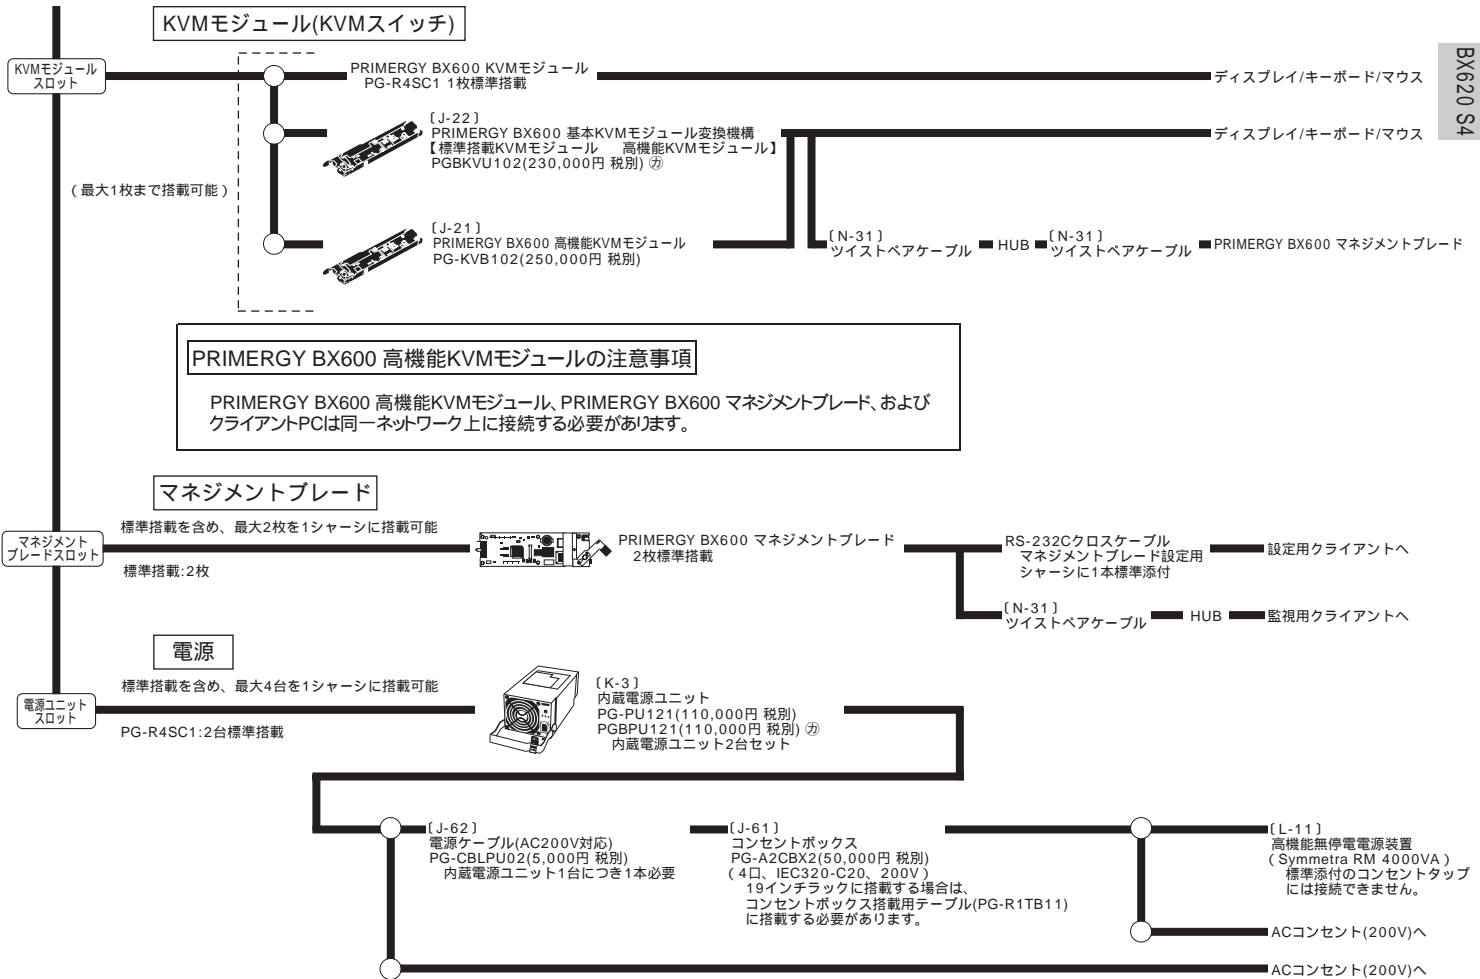 KVMモジュール(KVMスイッチ)
BX620 S4
KVMモジュール
スロット
PRIMERGY BX600 KVMモジュール
PG-R4SC1 1枚標準搭載
ディスプレイ/キーボード/マウス
〔J-22〕
PRIMERGY BX600 基本KVMモジュール変換機構
【標準搭載KVMモジュール　高機能KVMモジュール】
PGBKVU102(230,000円 税別) ㋕
ディスプレイ/キーボード/マウス
(最大1枚まで搭載可能)
〔J-21〕
PRIMERGY BX600 高機能KVMモジュール
PG-KVB102(250,000円 税別)
〔N-31〕
ツイストペアケーブル
HUB
〔N-31〕
ツイストペアケーブル
PRIMERGY BX600 マネジメントブレード
PRIMERGY BX600 高機能KVMモジュールの注意事項
PRIMERGY BX600 高機能KVMモジュール、PRIMERGY BX600 マネジメントブレード、および
クライアントPCは同一ネットワーク上に接続する必要があります。
マネジメントブレード
標準搭載を含め、最大2枚を1シャーシに搭載可能
マネジメント
ブレードスロット
標準搭載:2枚
PRIMERGY BX600 マネジメントブレード
2枚標準搭載
RS-232Cクロスケーブル
マネジメントブレード設定用
シャーシに1本標準添付
設定用クライアントへ
〔N-31〕
ツイストペアケーブル
HUB
監視用クライアントへ
電源
標準搭載を含め、最大4台を1シャーシに搭載可能
電源ユニット
スロット
PG-R4SC1:2台標準搭載
〔K-3〕
内蔵電源ユニット
PG-PU121(110,000円 税別)
PGBPU121(110,000円 税別) ㋕
内蔵電源ユニット2台セット
〔J-62〕
電源ケーブル(AC200V対応)
PG-CBLPU02(5,000円 税別)
内蔵電源ユニット1台につき1本必要
〔J-61〕
コンセントボックス
PG-A2CBX2(50,000円 税別)
(4口、IEC320-C20、200V)
19インチラックに搭載する場合は、
コンセントボックス搭載用テーブル(PG-R1TB11)
に搭載する必要があります。
〔L-11〕
高機能無停電電源装置
(Symmetra RM 4000VA)
標準添付のコンセントタップ
には接続できません。
ACコンセント(200V)へ
ACコンセント(200V)へ